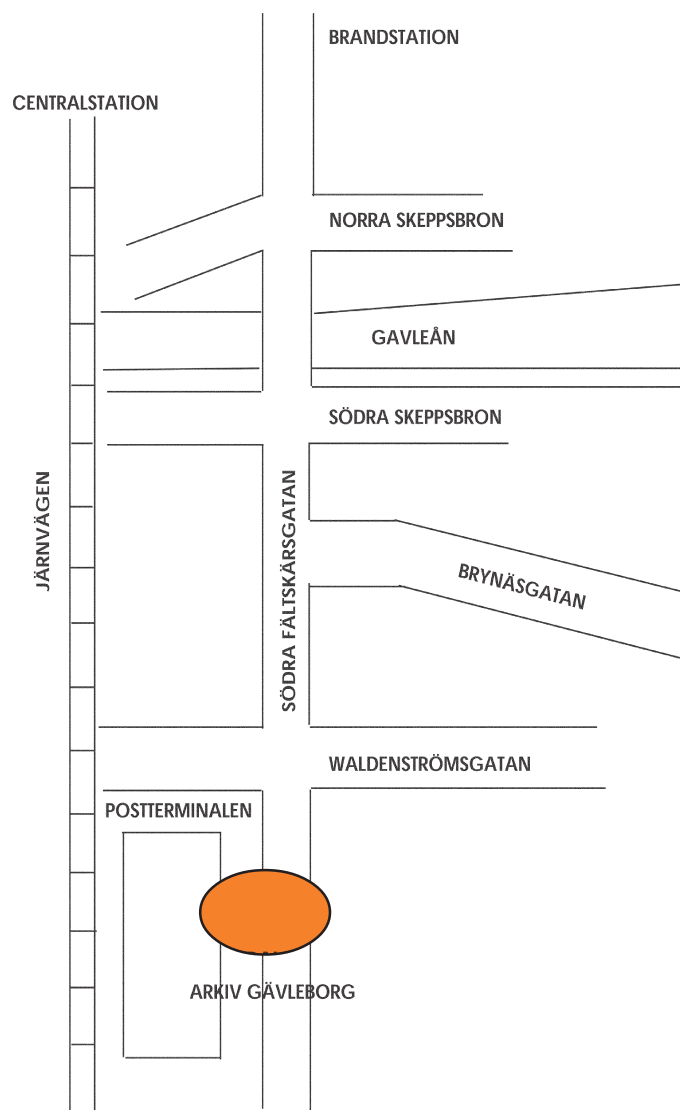 BRANDSTATION
CENTRALSTATION
NORRA SKEPPSBRON
GAVLEÅN
SÖDRA SKEPPSBRON
JÄRNVÄGEN
SÖDRA FÄLTSKÄRSGATAN
BRYNÄSGATAN
WALDENSTRÖMSGATAN
POSTTERMINALEN
ARKIV GÄVLEBORG